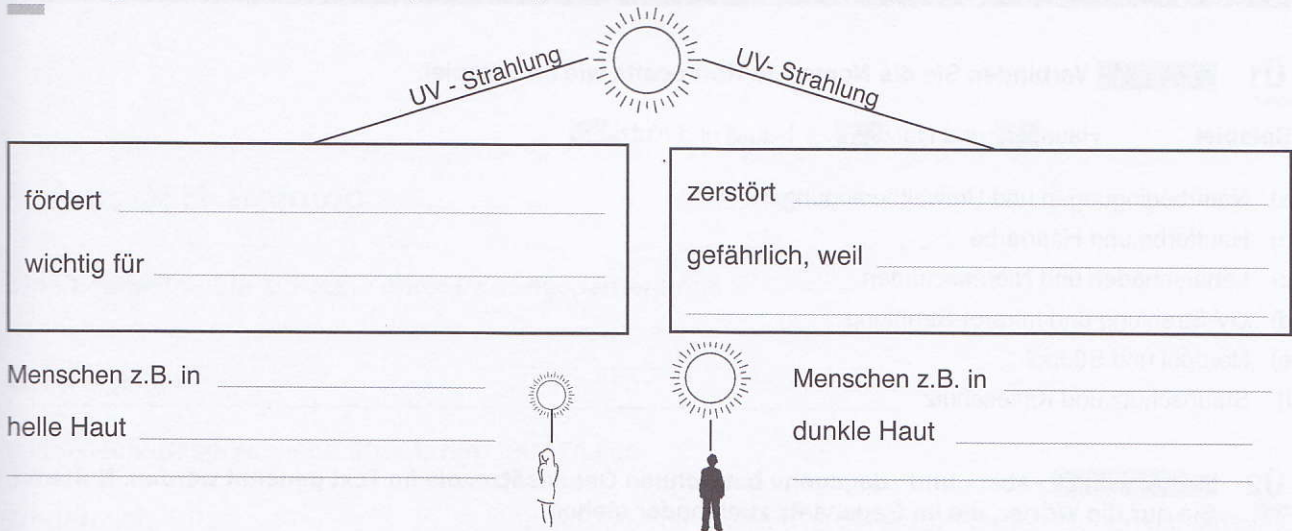 UV - Strahlung
UV- Strahlung
fördert
wichtig für
zerstört
gefährlich, weil
Menschen z.B. in
helle Haut
Menschen z.B. in
dunkle Haut